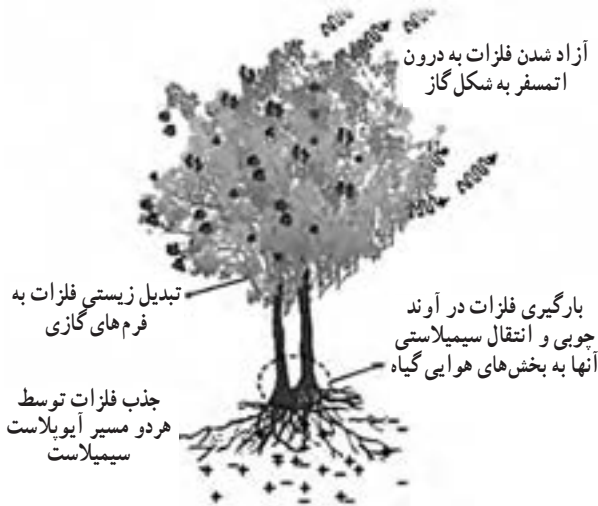 آزاد شدن فلزات به درون
اتمسفر به شکل گاز
تبدیل زیستی فلزات به
فرم‌های گازی
بارگیری فلزات در آوند
چوبی و انتقال سیمپلاستی
آنها به بخش‌های هوایی گیاه
جذب فلزات توسط
هردو مسیر آپوپلاست
سیمپلاست